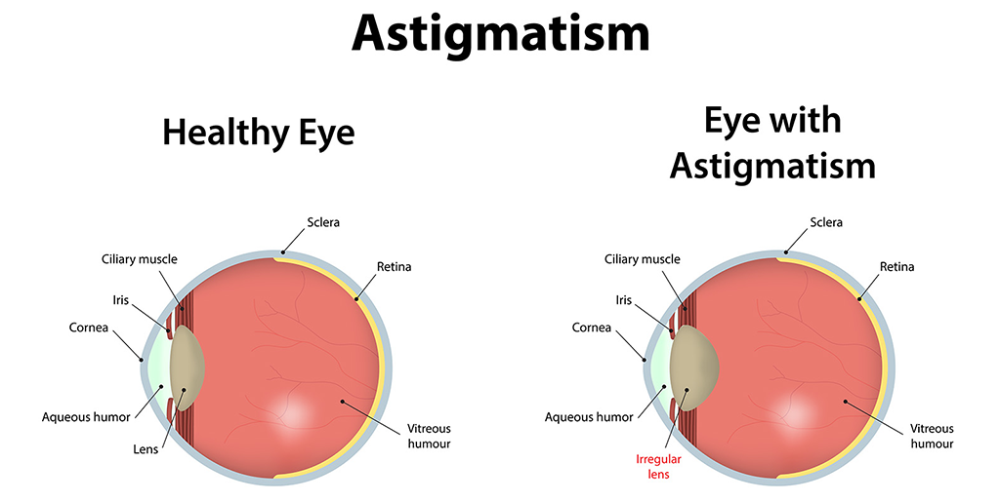 Astigmatism
Healthy Eye
Sclera
Ciliary muscle
Retina
Iris
Cornea
Aqueous humor
Lens
Vitreous
humour
Eye with
Astigmatism
Sclera
Ciliary muscle
Retina
Iris
Cornea
Aqueous humor
Irregular
lens
Vitreous
humour